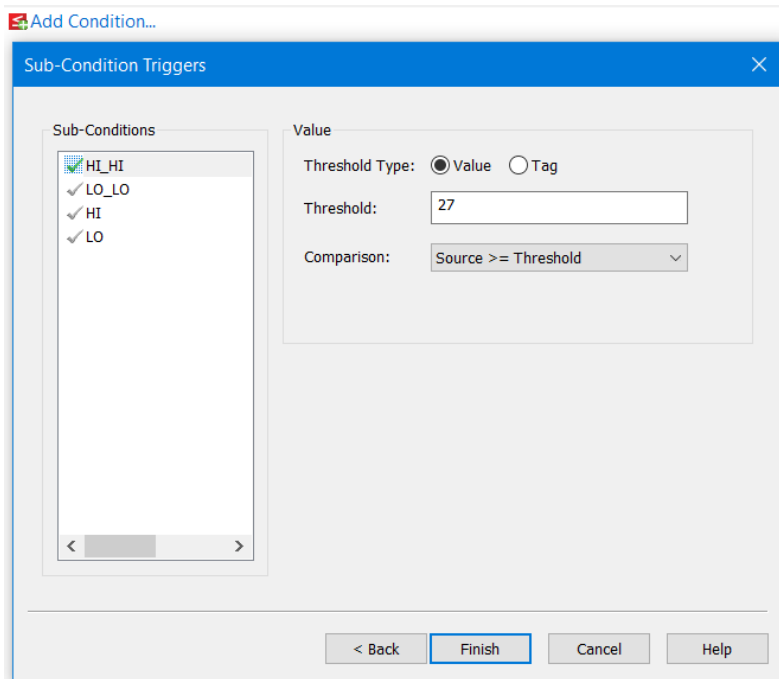 Add Condition...
Sub-Condition Triggers
Sub-Conditions
HI_HI
LO_LO
HI
LO
Value
Threshold Type: Value Tag
Threshold: 27
Comparison: Source >= Threshold
< Back Finish Cancel Help